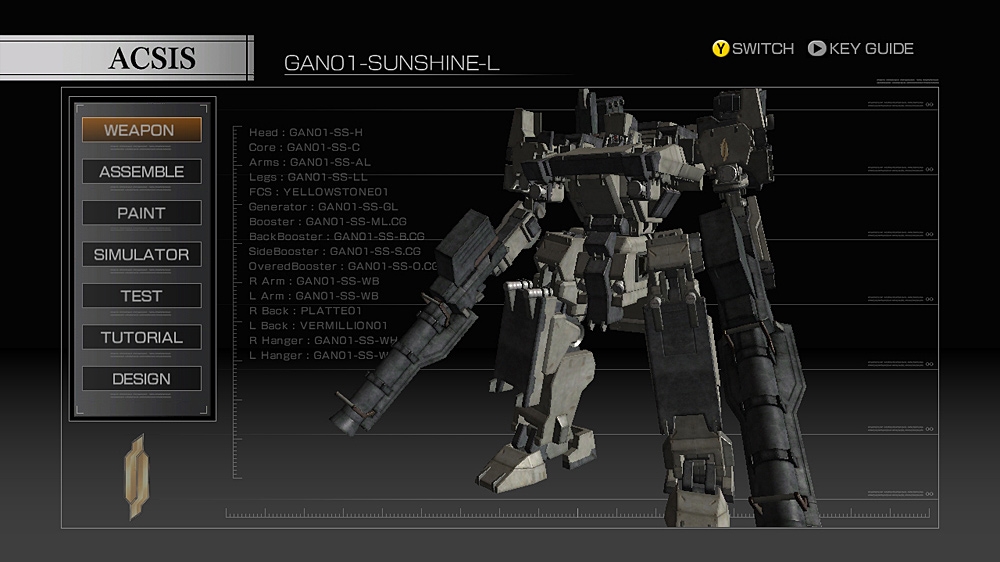 ACSIS
GAN01-SUNSHINE-L
Y SWITCH
KEY GUIDE
WEAPON
ASSEMBLE
PAINT
SIMULATOR
TEST
TUTORIAL
DESIGN
Head : GAN01-SS-H
Core : GAN01-SS-C
Arms : GAN01-SS-AL
Legs : GAN01-SS-LL
FCS : YELLOWSTONE01
Generator : GAN01-SS-GL
Booster : GAN01-SS-ML.CG
BackBooster : GAN01-SS-B.CG
SideBooster : GAN01-SS-S.CG
OveredBooster : GAN01-SS-O.CG
R Arm : GAN01-SS-WB
L Arm : GAN01-SS-WB
R Back : PLATTE01
L Back : VERMILLION01
R Hanger : GAN01-SS-WH
L Hanger :